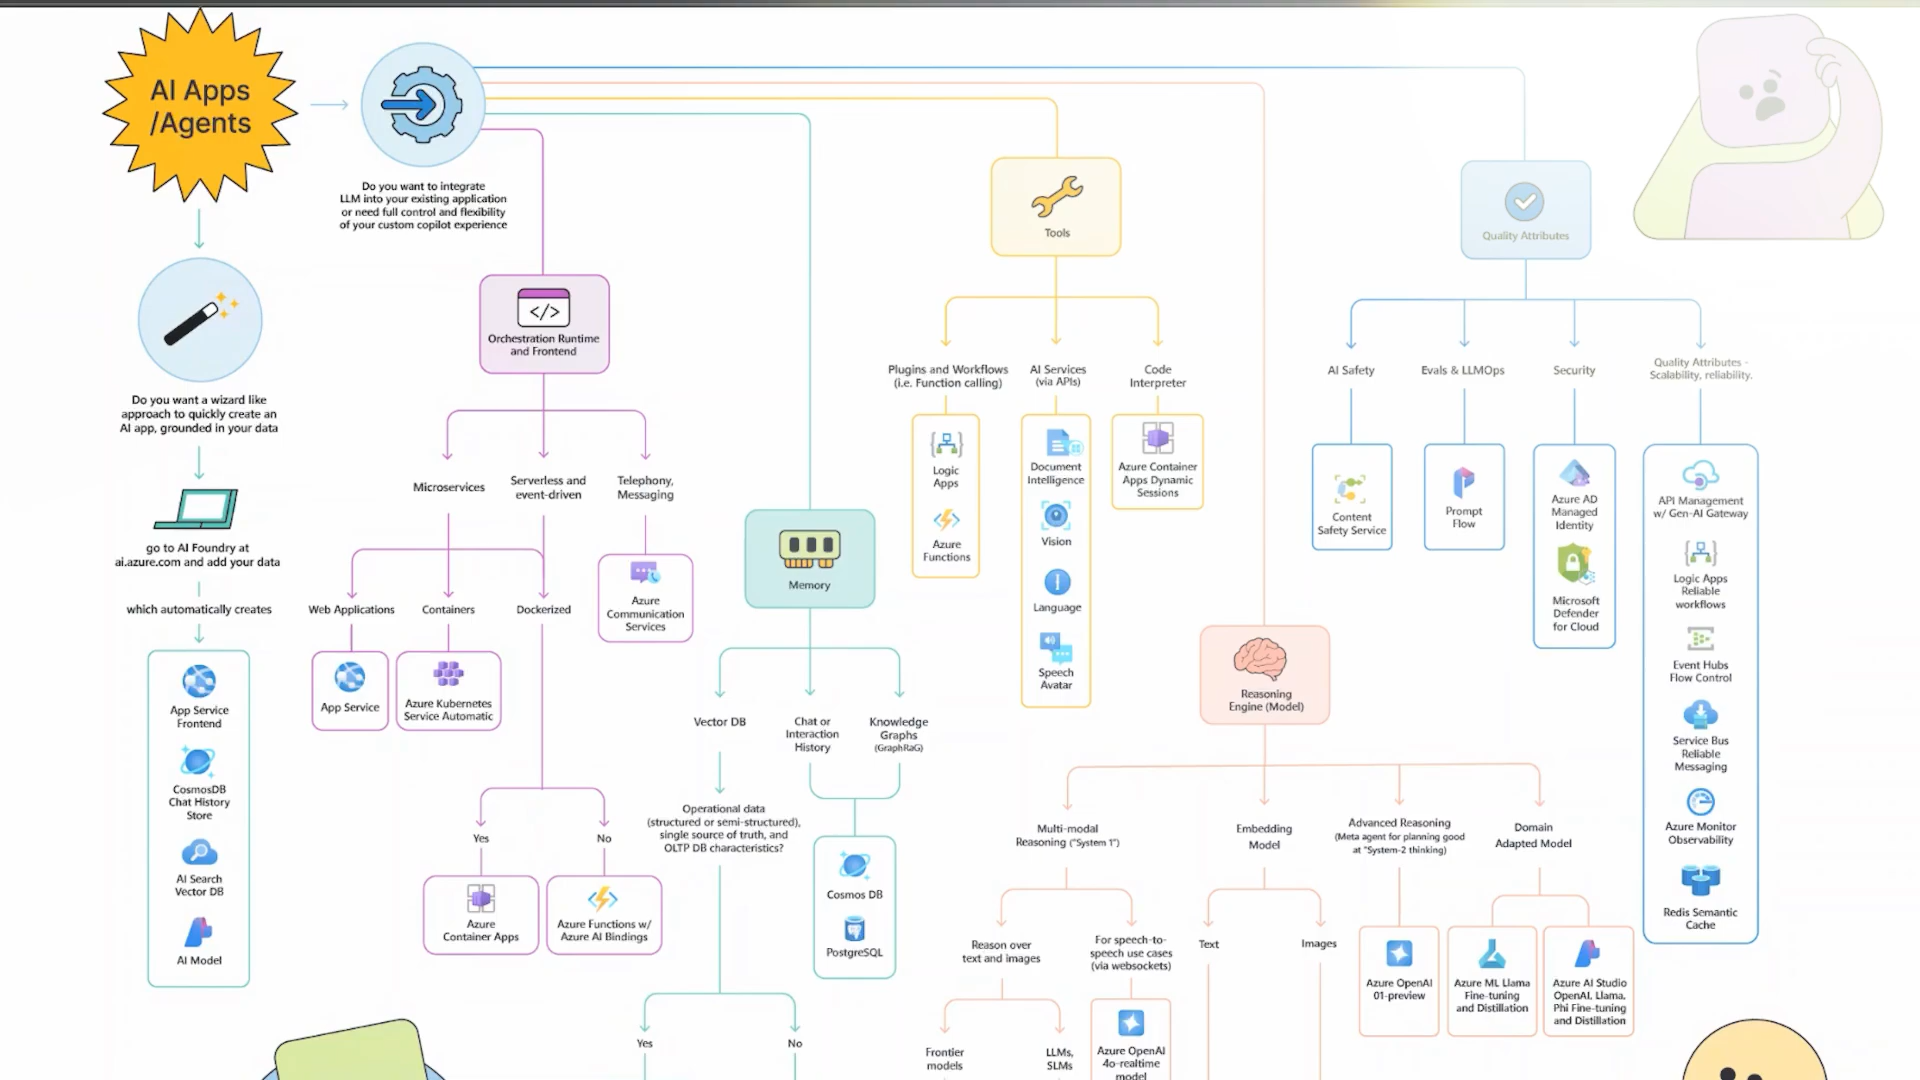 AI Apps
/Agents
Do you want to integrate
LLM into your existing application
or need full control and flexibility
of your custom copilot experience
Do you want a wizard like
approach to quickly create an
AI app, grounded in your data
go to AI Foundry at
ai.azure.com and add your data
which automatically creates
App Service
Frontend
CosmosDB
Chat History
Store
AI Search
Vector DB
AI Model
Orchestration Runtime
and Frontend
Microservices
Serverless and
event-driven
Telephony,
Messaging
Web Applications
Containers
Dockerized
Azure
Communication
Services
App Service
Azure Kubernetes
Service Automatic
Yes
No
Azure
Container Apps
Azure Functions w/
Azure AI Bindings
Memory
Vector DB
Chat or
Interaction
History
Knowledge
Graphs
(GraphRaG)
Operational data
(structured or semi-structured),
single source of truth, and
OLTP DB characteristics?
Cosmos DB
PostgreSQL
Yes
No
Tools
Plugins and Workflows
(i.e. Function calling)
AI Services
(via APIs)
Code
Interpreter
Logic
Apps
Azure
Functions
Document
Intelligence
Vision
Language
Speech
Avatar
Azure Container
Apps Dynamic
Sessions
Reasoning
Engine (Model)
Multi-modal
Reasoning ("System 1")
Embedding
Model
Advanced Reasoning
(Meta agent for planning good
at "System-2 thinking)
Domain
Adapted Model
Reason over
text and images
For speech-to-
speech use cases
(via websockets)
Text
Images
Azure OpenAI
01-preview
Azure ML Llama
Fine-tuning
and Distillation
Azure AI Studio
OpenAI, Llama,
Phi Fine-tuning
and Distillation
Frontier
models
LLMs,
SLMs
Azure OpenAI
4o-realtime
model
Quality Attributes
AI Safety
Evals & LLMOps
Security
Quality Attributes -
Scalability, reliability.
Content
Safety Service
Prompt
Flow
Azure AD
Managed
Identity
Microsoft
Defender
for Cloud
API Management
w/ Gen-AI Gateway
Logic Apps
Reliable
workflows
Event Hubs
Flow Control
Service Bus
Reliable
Messaging
Azure Monitor
Observability
Redis Semantic
Cache